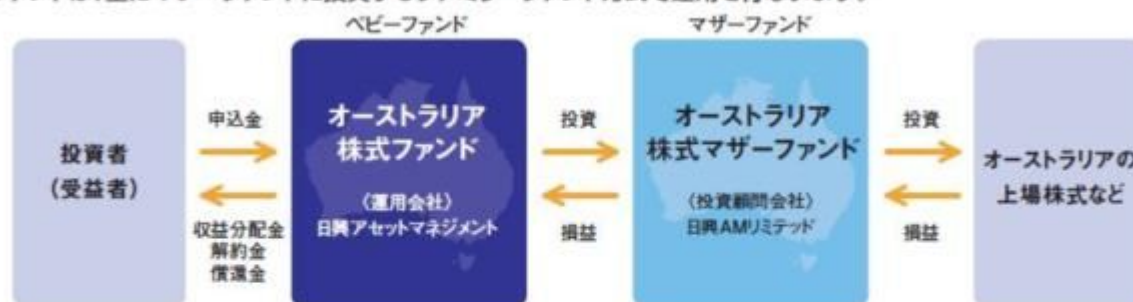 ベビーファンド
マザーファンド
投資者
(受益者)
申込金
収益分配金
解約金
償還金
オーストラリア
株式ファンド
〈運用会社〉
日興アセットマネジメント
投資
損益
オーストラリア
株式マザーファンド
〈投資顧問会社〉
日興AMリミテッド
投資
損益
オーストラリアの
上場株式など